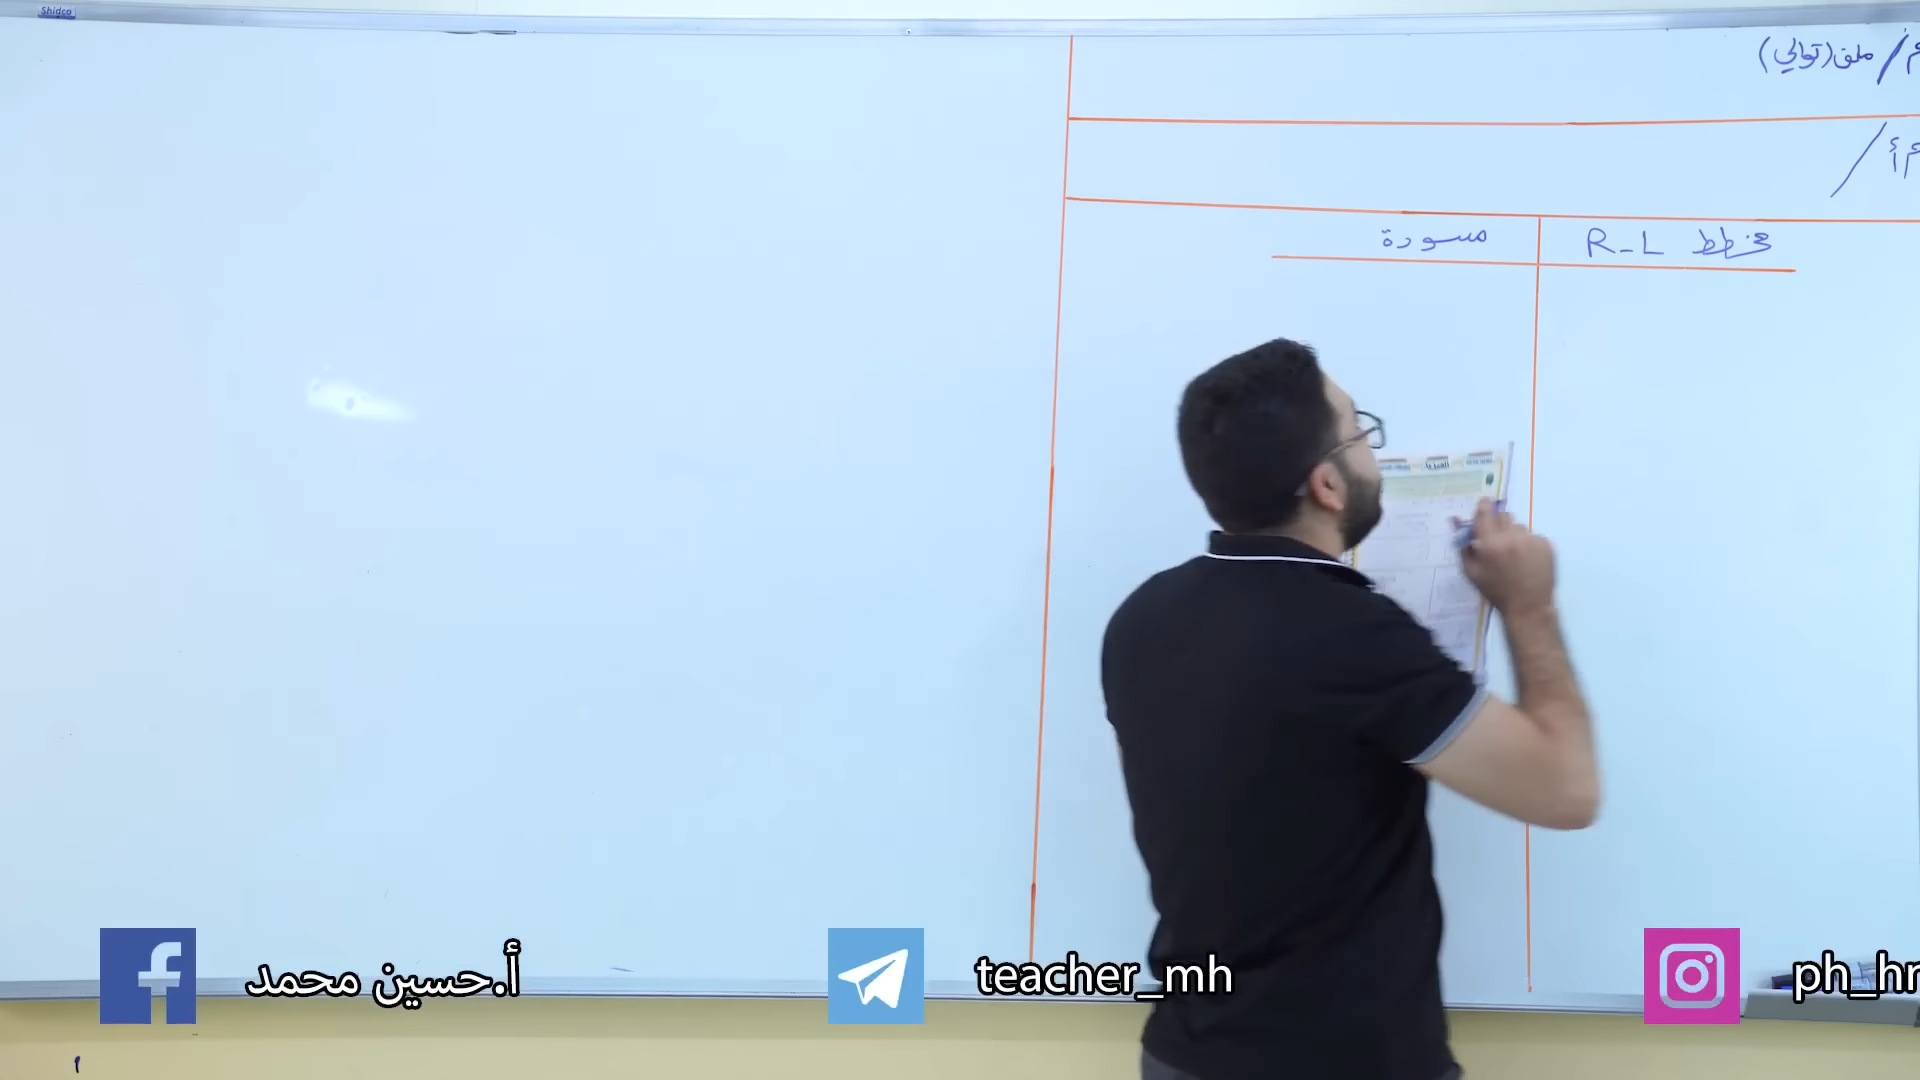 Shidco
م/ ملف (توالي)
م أ/
مخطط R-L
مسودة
أ.حسين محمد
teacher_mh
ph_hr